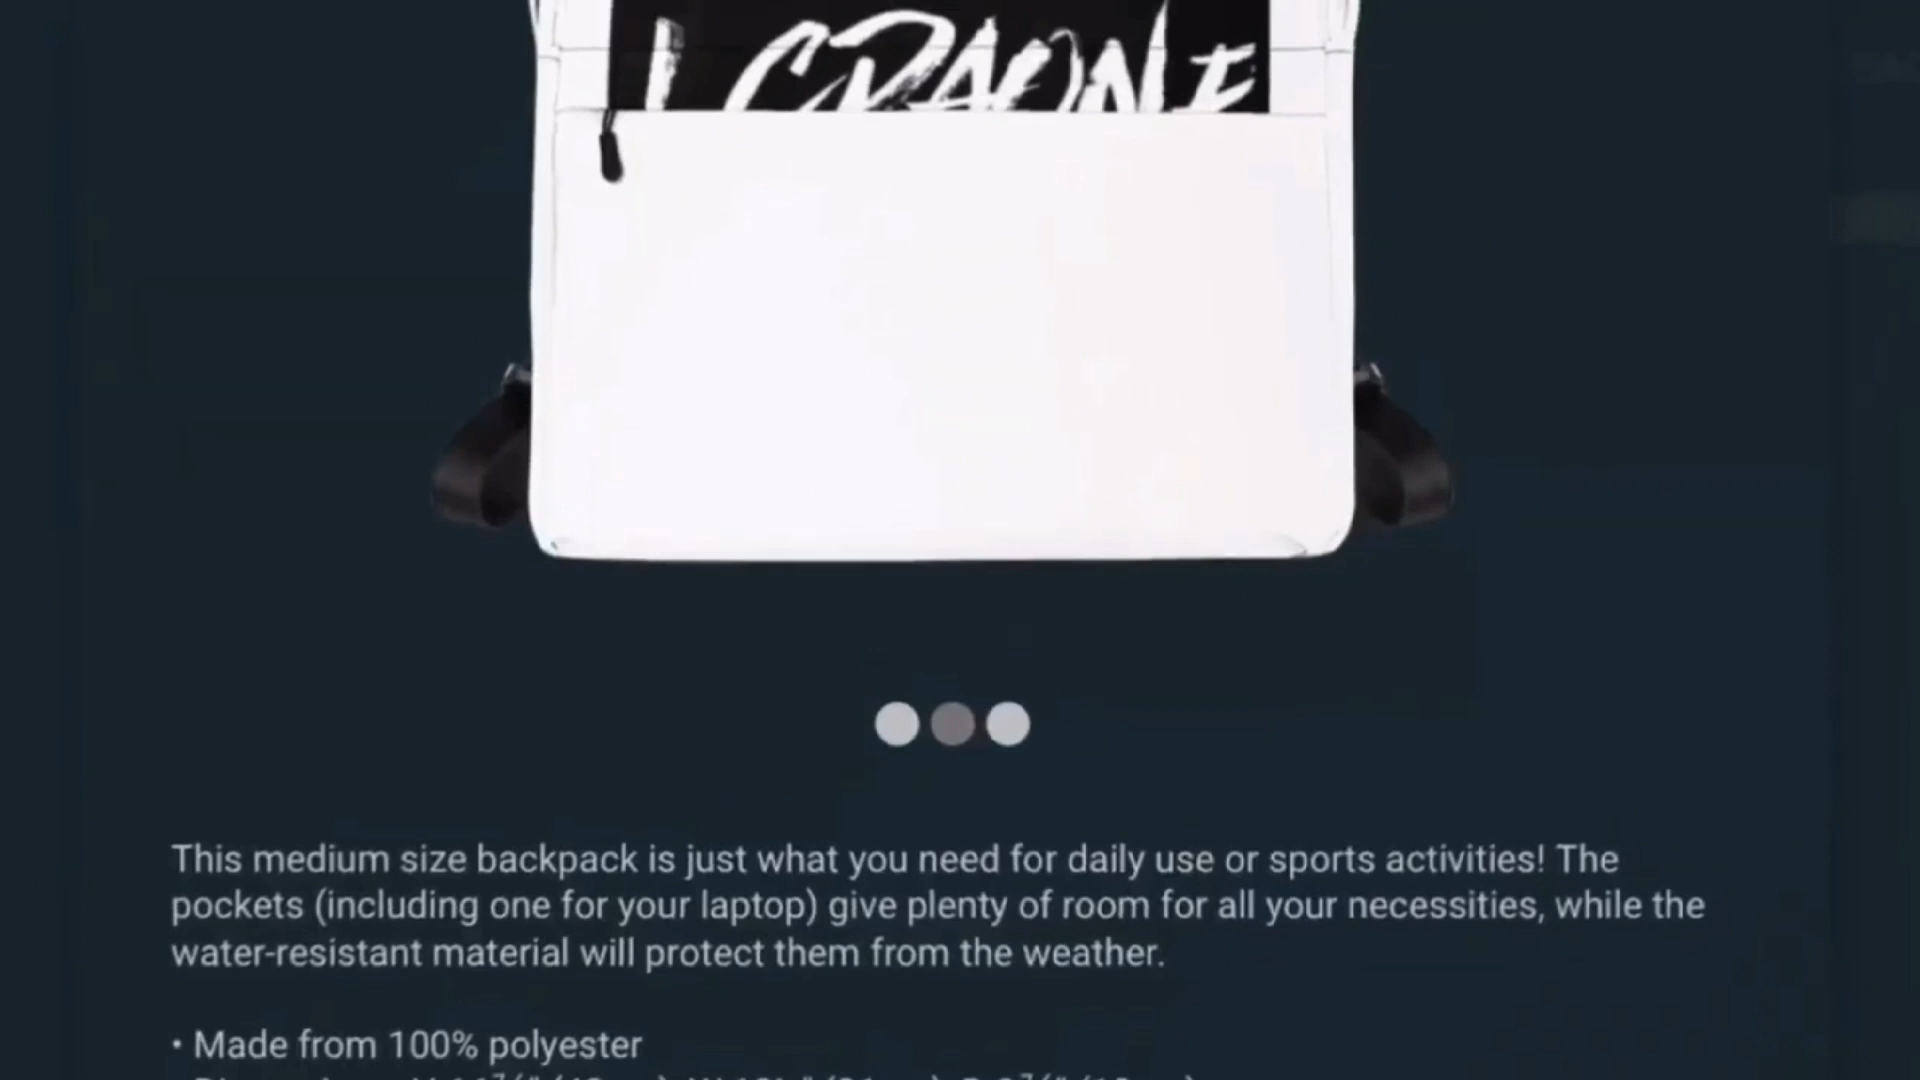 This medium size backpack is just what you need for daily use or sports activities! The
pockets (including one for your laptop) give plenty of room for all your necessities, while the
water-resistant material will protect them from the weather.
• Made from 100% polyester